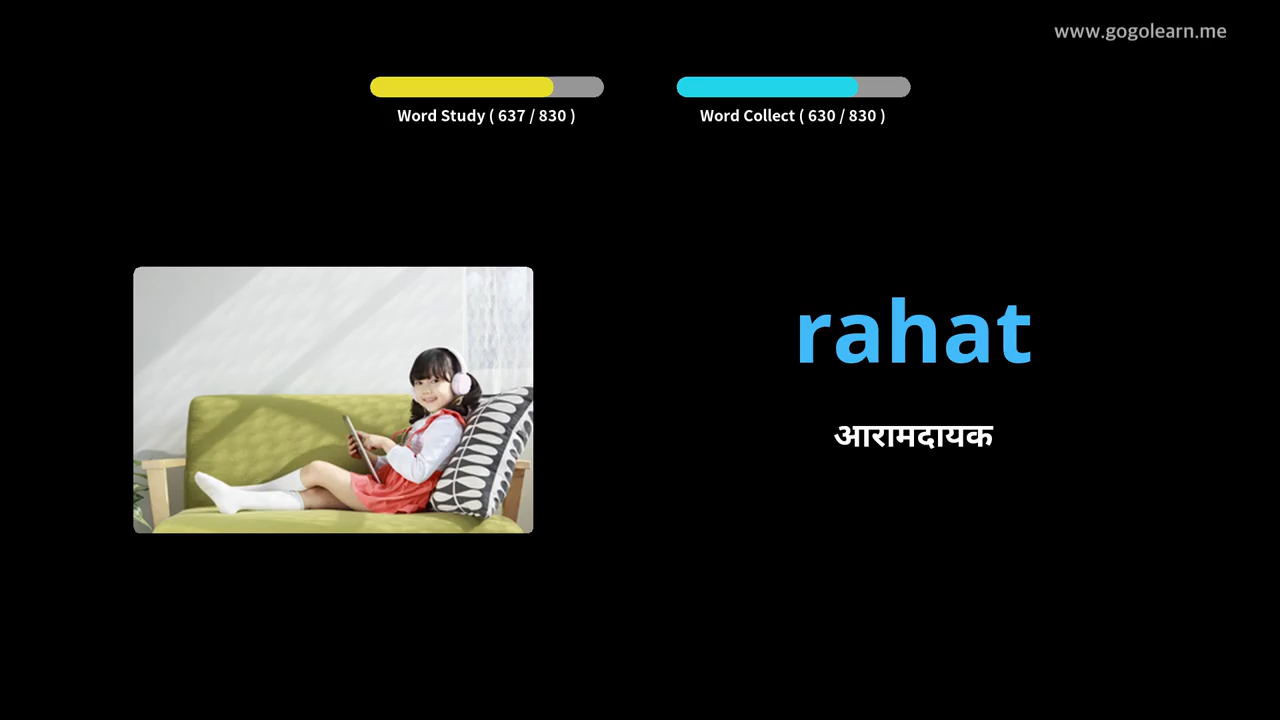 www.gogolearn.me
Word Study ( 637 / 830 )
Word Collect ( 630 / 830 )
rahat
आरामदायक